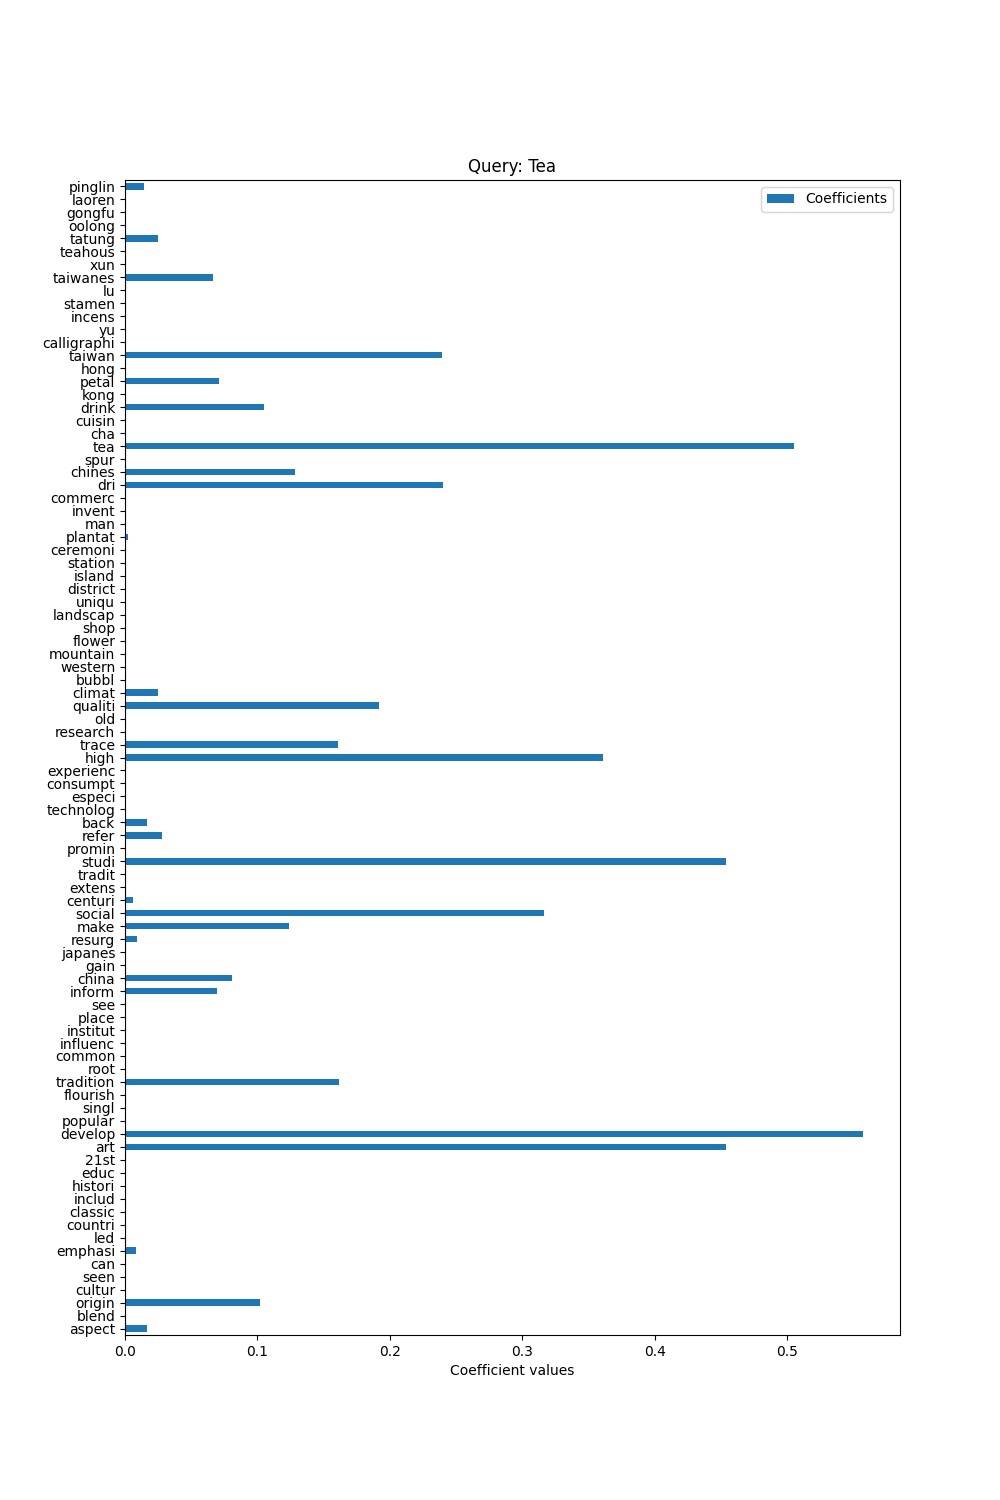 Query: Tea
Coefficients
pinglin
laoren
gongfu
oolong
tatung
teahous
xun
taiwanes
lu
stamen
incens
yu
calligraphi
taiwan
hong
petal
kong
drink
cuisin
cha
tea
spur
chines
dri
commerc
invent
man
plantat
ceremoni
station
island
district
uniqu
landscap
shop
flower
mountain
western
bubbl
climat
qualiti
old
research
trace
high
experienc
consumpt
especi
technolog
back
refer
promin
studi
tradit
extens
centuri
social
make
resurg
japanes
gain
china
inform
see
place
institut
influenc
common
root
tradition
flourish
singl
popular
develop
art
21st
educ
histori
includ
classic
countri
led
emphasi
can
seen
cultur
origin
blend
aspect
0.0 0.1 0.2 0.3 0.4 0.5
Coefficient values